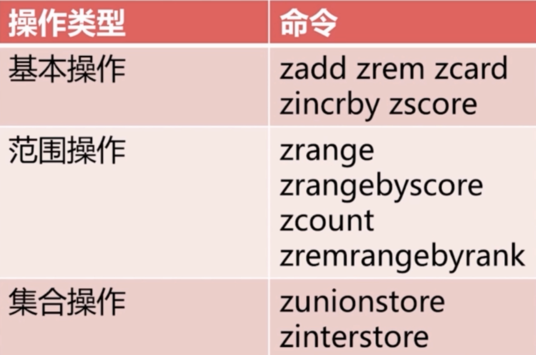 操作类型 命令
基本操作 zadd zrem zcard
zincrby zscore
范围操作 zrange
zrangebyscore
zcount
zremrangebyrank
集合操作 zunionstore
zinterstore